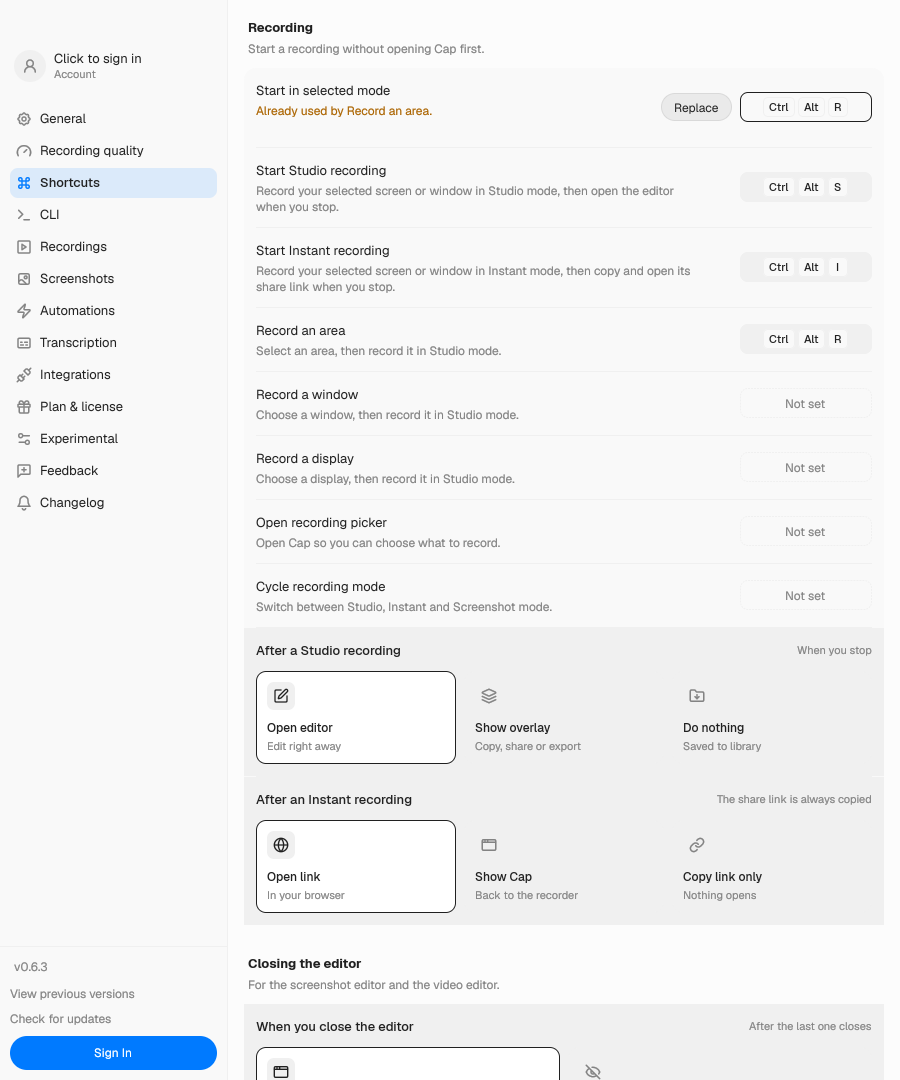 Click to sign in
Account
General
Recording quality
Shortcuts
CLI
Recordings
Screenshots
Automations
Transcription
Integrations
Plan & license
Experimental
Feedback
Changelog
v0.6.3
View previous versions
Check for updates
Sign In
Recording
Start a recording without opening Cap first.
Start in selected mode
Already used by Record an area.
Replace
Ctrl Alt R
Start Studio recording
Record your selected screen or window in Studio mode, then open the editor
when you stop.
Ctrl Alt S
Start Instant recording
Record your selected screen or window in Instant mode, then copy and open its
share link when you stop.
Ctrl Alt I
Record an area
Select an area, then record it in Studio mode.
Ctrl Alt R
Record a window
Choose a window, then record it in Studio mode.
Not set
Record a display
Choose a display, then record it in Studio mode.
Not set
Open recording picker
Open Cap so you can choose what to record.
Not set
Cycle recording mode
Switch between Studio, Instant and Screenshot mode.
Not set
After a Studio recording
When you stop
Open editor
Edit right away
Show overlay
Copy, share or export
Do nothing
Saved to library
After an Instant recording
The share link is always copied
Open link
In your browser
Show Cap
Back to the recorder
Copy link only
Nothing opens
Closing the editor
For the screenshot editor and the video editor.
When you close the editor
After the last one closes